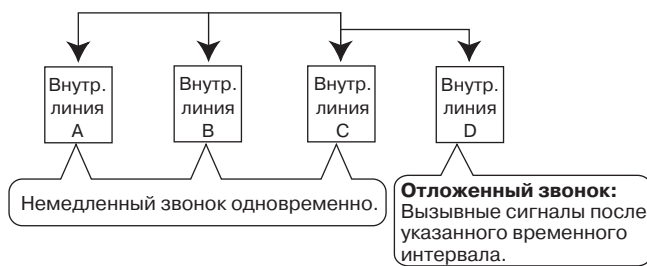 Внутр.
линия
A
Внутр.
линия
B
Внутр.
линия
C
Внутр.
линия
D
Немедленный звонок одновременно.
Отложенный звонок:
Вызывные сигналы после
указанного временного
интервала.